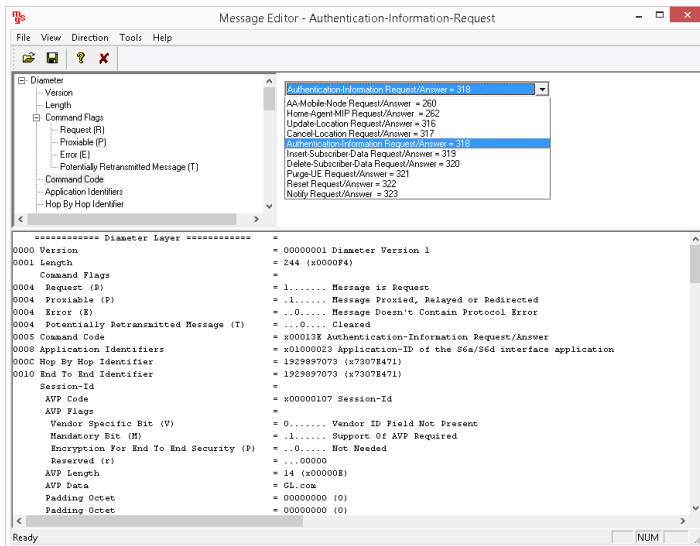 Message Editor - Authentication-Information-Request
File View Direction Tools Help
Diameter
Version
Length
Command Flags
Request (R)
Proxiable (P)
Error (E)
Potentially Retransmitted Message (T)
Command Code
Application Identifiers
Hop By Hop Identifier
Authentication-Information Request/Answer = 318
AA-Mobile-Node Request/Answer = 260
Home-Agent-MIP Request/Answer = 262
Update-Location Request/Answer = 316
Cancel-Location Request/Answer = 317
Authentication-Information Request/Answer = 318
Insert-Subscriber-Data Request/Answer = 319
Delete-Subscriber-Data Request/Answer = 320
Purge-UE Request/Answer = 321
Reset Request/Answer = 322
Notify Request/Answer = 323
============ Diameter Layer ============ =
0000 Version = 00000001 Diameter Version 1
0001 Length = 244 (x0000F4)
Command Flags =
0004 Request (R) = 1....... Message is Request
0004 Proxiable (P) = .1...... Message Proxied, Relayed or Redirected
0004 Error (E) = ..0..... Message Doesn't Contain Protocol Error
0004 Potentially Retransmitted Message (T) = ...0.... Cleared
0005 Command Code = x00013E Authentication-Information Request/Answer
0008 Application Identifiers = x01000023 Application-ID of the S6a/S6d interface application
000C Hop By Hop Identifier = 1929897073 (x7307E471)
0010 End To End Identifier = 1929897073 (x7307E471)
Session-Id =
AVP Code = x00000107 Session-Id
AVP Flags =
Vendor Specific Bit (V) = 0....... Vendor ID Field Not Present
Mandatory Bit (M) = .1...... Support Of AVP Required
Encryption For End To End Security (P) = ..0..... Not Needed
Reserved (r) = ...00000
AVP Length = 14 (x00000E)
AVP Data = GL.com
Padding Octet = 00000000 (0)
Padding Octet = 00000000 (0)
Ready NUM